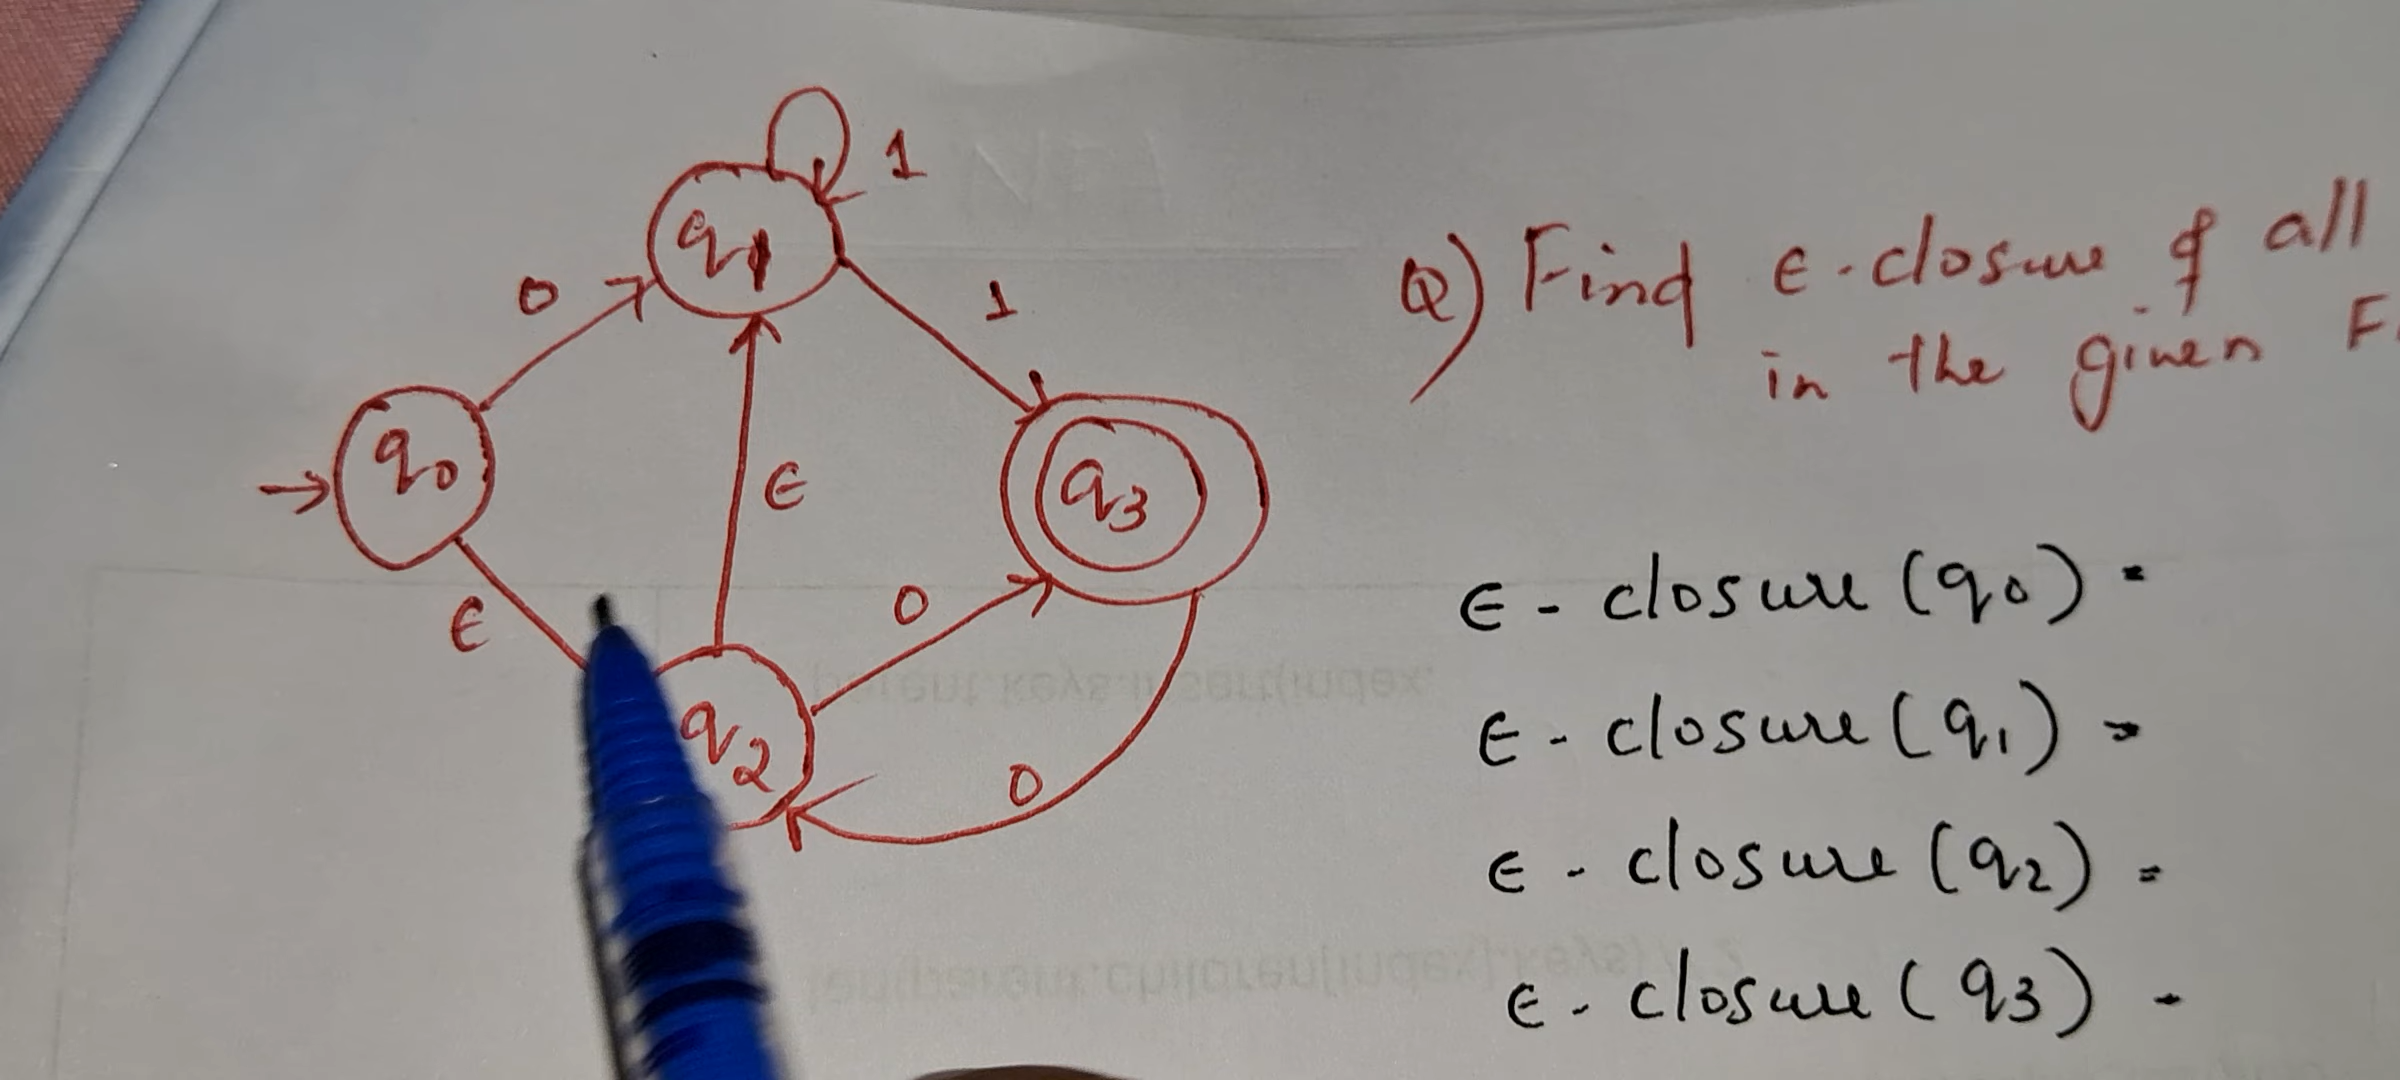 1
q1
0
1
Q) Find ϵ-closure of all
in the given
q0
ϵ
q3
ϵ
0
q2
0
ϵ - closure (q0) =
ϵ - closure (q1) =
ϵ - closure (q2) =
ϵ - closure (q3) -